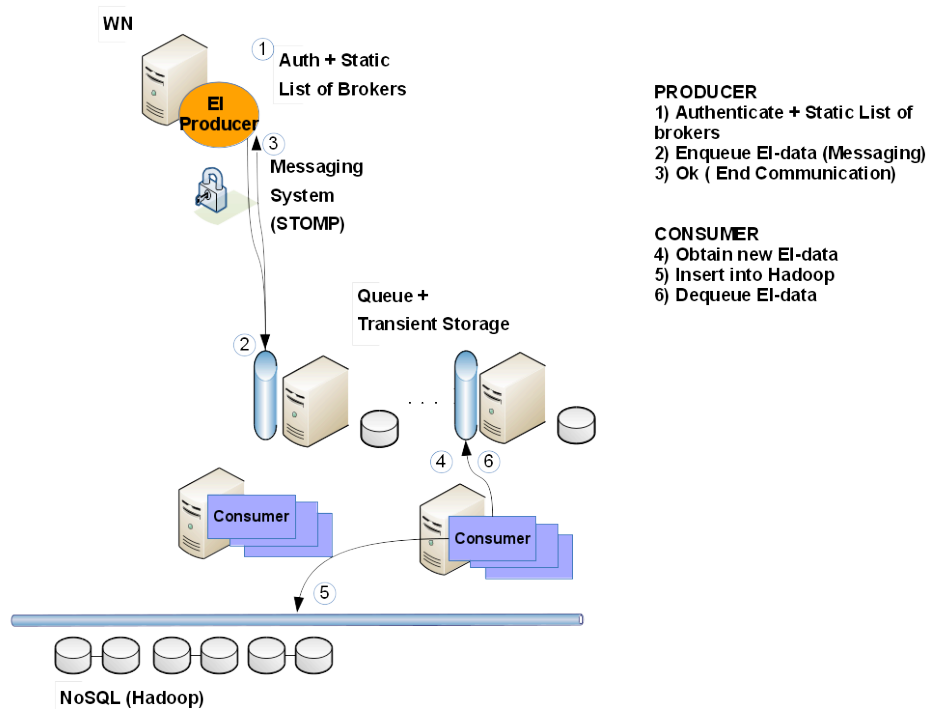 WN
1
Auth + Static
List of Brokers
EI
Producer
3
Messaging
System
(STOMP)
Queue +
Transient Storage
2
. . . .
4
6
Consumer
Consumer
5
NoSQL (Hadoop)
PRODUCER
1) Authenticate + Static List of
brokers
2) Enqueue EI-data (Messaging)
3) Ok ( End Communication)
CONSUMER
4) Obtain new EI-data
5) Insert into Hadoop
6) Dequeue EI-data